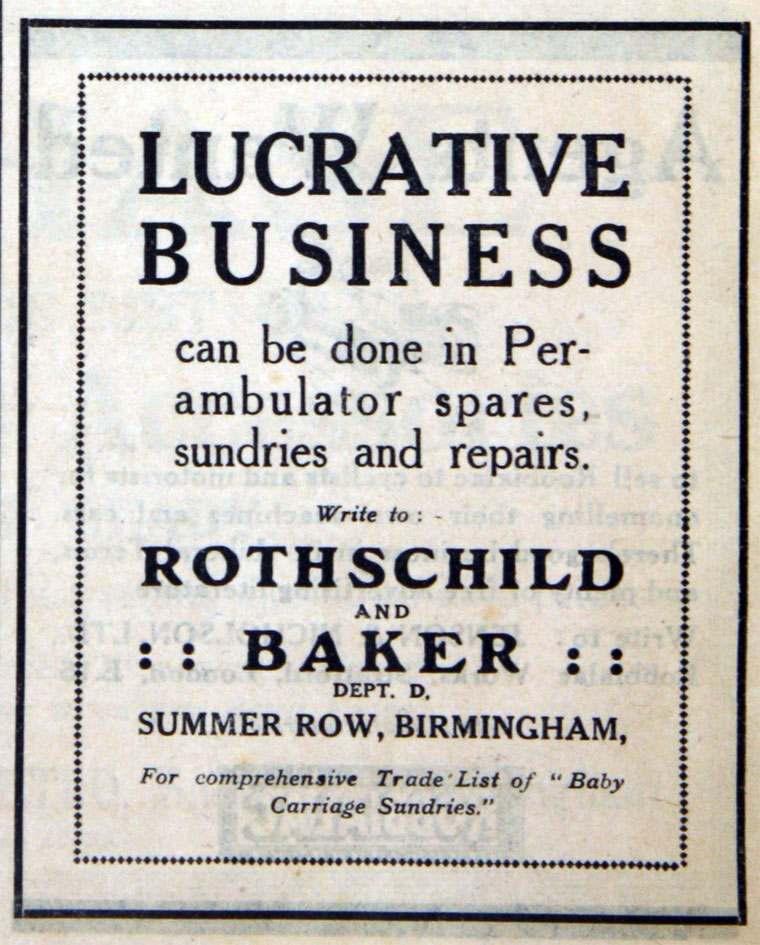 LUCRATIVE
BUSINESS
can be done in Per-
ambulator spares,
sundries and repairs.
Write to:
ROTHSCHILD
AND
:: BAKER ::
DEPT. D,
SUMMER ROW, BIRMINGHAM,
For comprehensive Trade List of "Baby
Carriage Sundries."